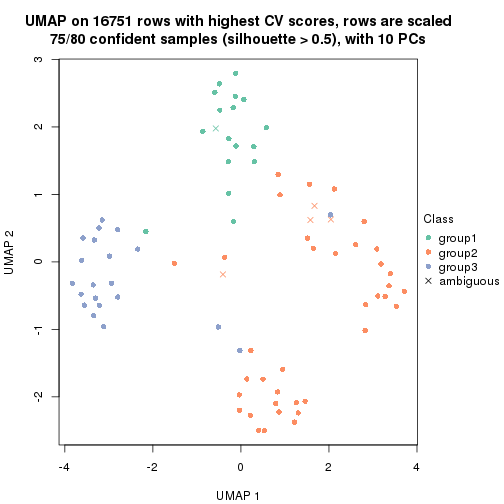 UMAP on 16751 rows with highest CV scores, rows are scaled
75/80 confident samples (silhouette > 0.5), with 10 PCs
3
2
1
0
-1
-2
UMAP 2
-4
-2
0
2
4
UMAP 1
Class
group1
group2
group3
ambiguous